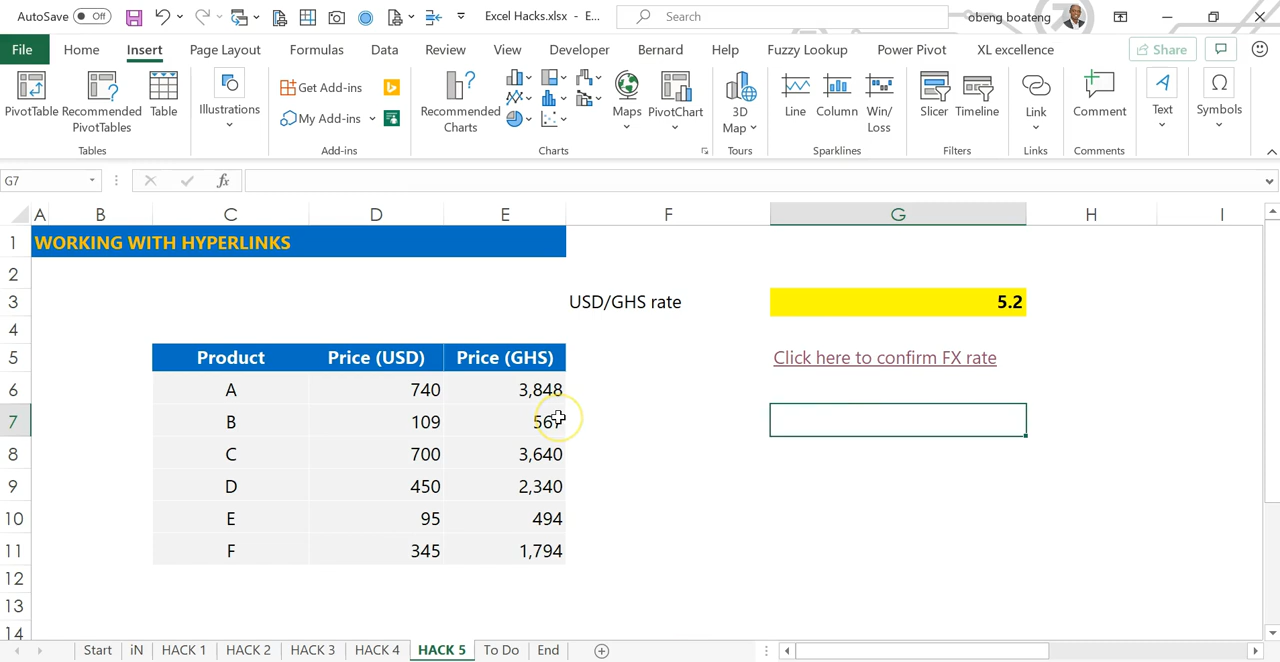 AutoSave Off Excel Hacks.xlsx - E... Search obeng boateng
File Home Insert Page Layout Formulas Data Review View Developer Bernard Help Fuzzy Lookup Power Pivot XL excellence Share
PivotTable Recommended PivotTables Table Illustrations Get Add-ins My Add-ins Recommended Charts Maps PivotChart 3D Map Line Column Win/ Loss Slicer Timeline Link Comment Text Symbols
Tables Add-ins Charts Tours Sparklines Filters Links Comments
G7 fx
A B C D E F G H I
1 WORKING WITH HYPERLINKS
2
3 USD/GHS rate 5.2
4
5 Product Price (USD) Price (GHS) Click here to confirm FX rate
6 A 740 3,848
7 B 109
8 C 700 3,640
9 D 450 2,340
10 E 95 494
11 F 345 1,794
12
13
14
Start iN HACK 1 HACK 2 HACK 3 HACK 4 HACK 5 To Do End